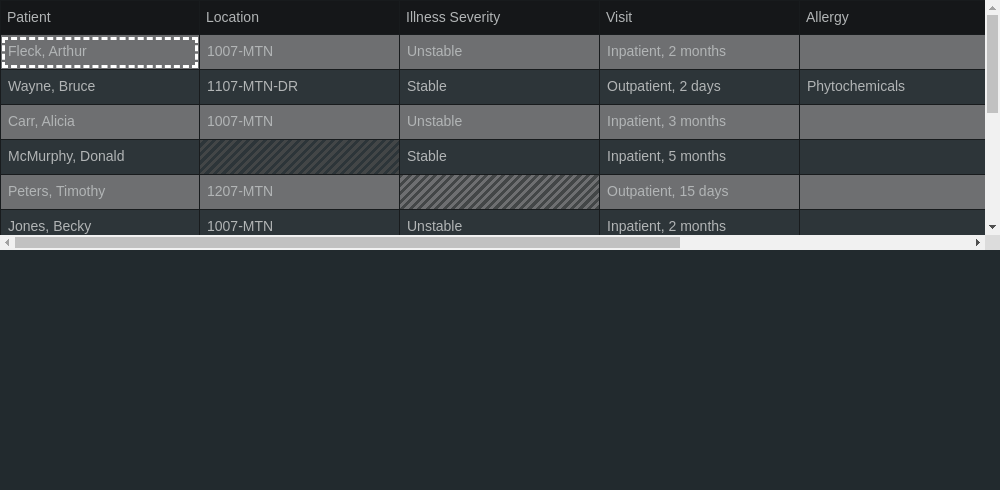 Patient Location Illness Severity Visit Allergy
Fleck, Arthur 1007-MTN Unstable Inpatient, 2 months
Wayne, Bruce 1107-MTN-DR Stable Outpatient, 2 days Phytochemicals
Carr, Alicia 1007-MTN Unstable Inpatient, 3 months
McMurphy, Donald Stable Inpatient, 5 months
Peters, Timothy 1207-MTN Outpatient, 15 days
Jones, Becky 1007-MTN Unstable Inpatient, 2 months